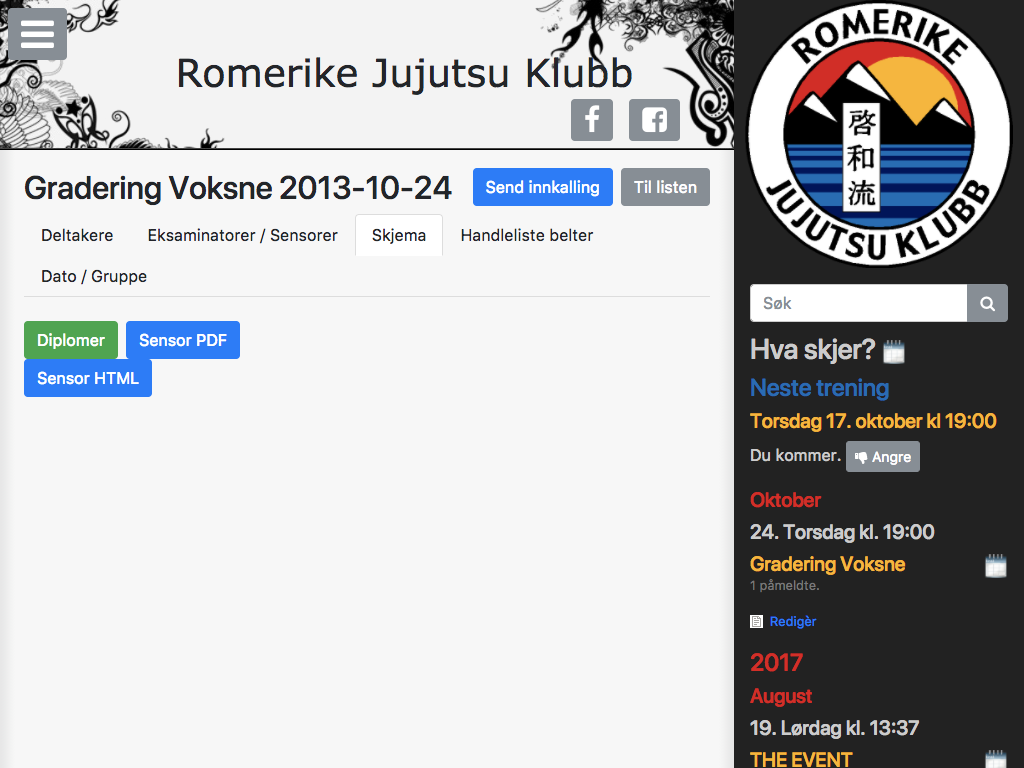 Romerike Jujutsu Klubb
Gradering Voksne 2013-10-24
Send innkalling
Til listen
Deltakere
Eksaminatorer / Sensorer
Skjema
Handleliste belter
Dato / Gruppe
Diplomer
Sensor PDF
Sensor HTML
ROMERIKE
啓和流
JUJUTSU KLUBB
Søk
Hva skjer?
Neste trening
Torsdag 17. oktober kl 19:00
Du kommer.
Angre
Oktober
24. Torsdag kl. 19:00
Gradering Voksne
1 påmeldte.
Redigèr
2017
August
19. Lørdag kl. 13:37
THE EVENT